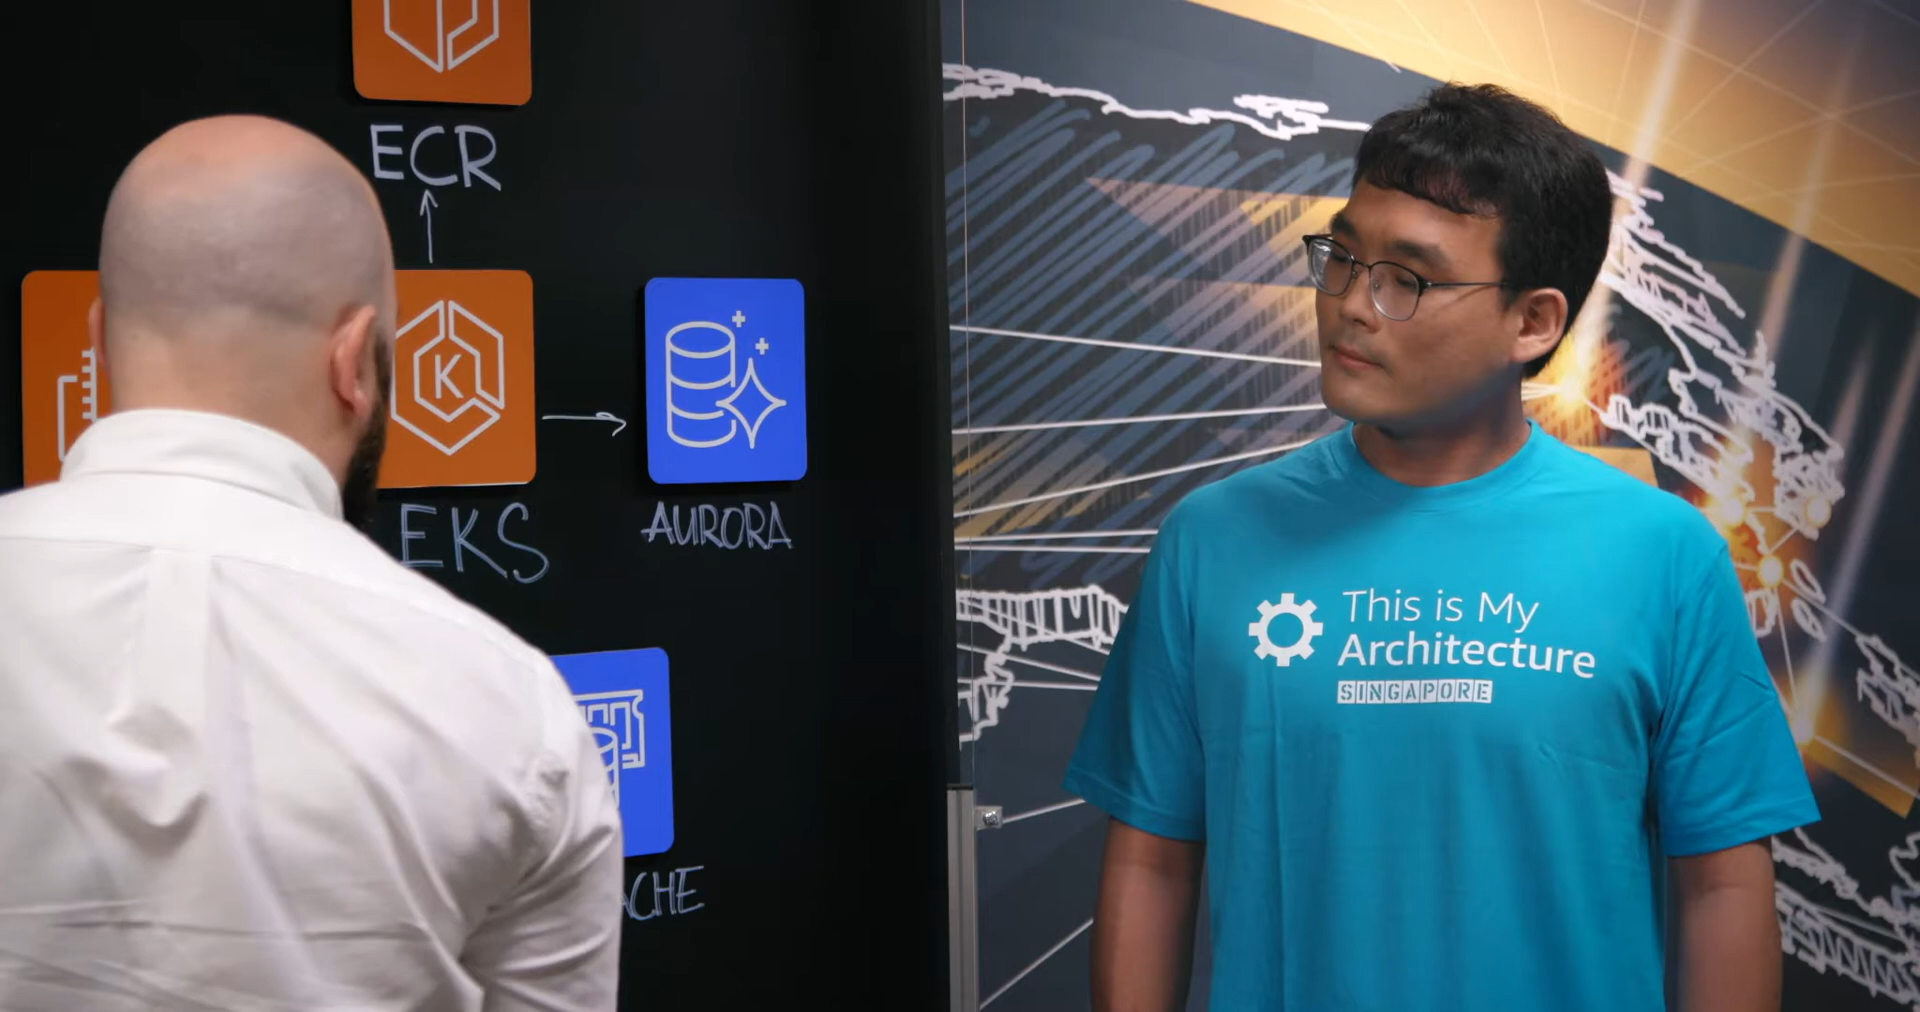 ECR
K
EKS
AURORA
ACHE
This is My
Architecture
SINGAPORE